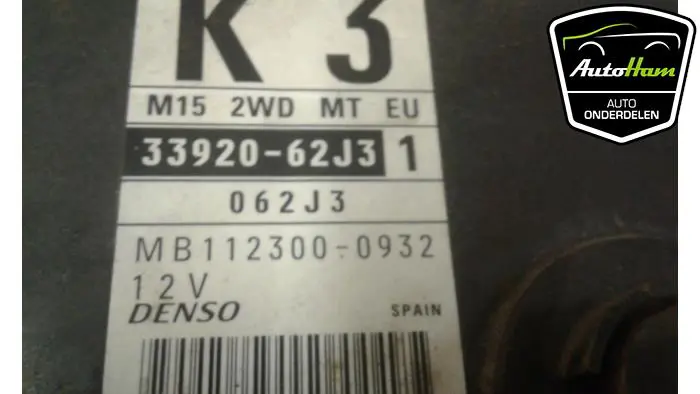 K 3
M15 2WD MT EU
33920-62J3 1
062J3
MB112300-0932
12V
DENSO SPAIN
AutoHam
AUTO
ONDERDELEN